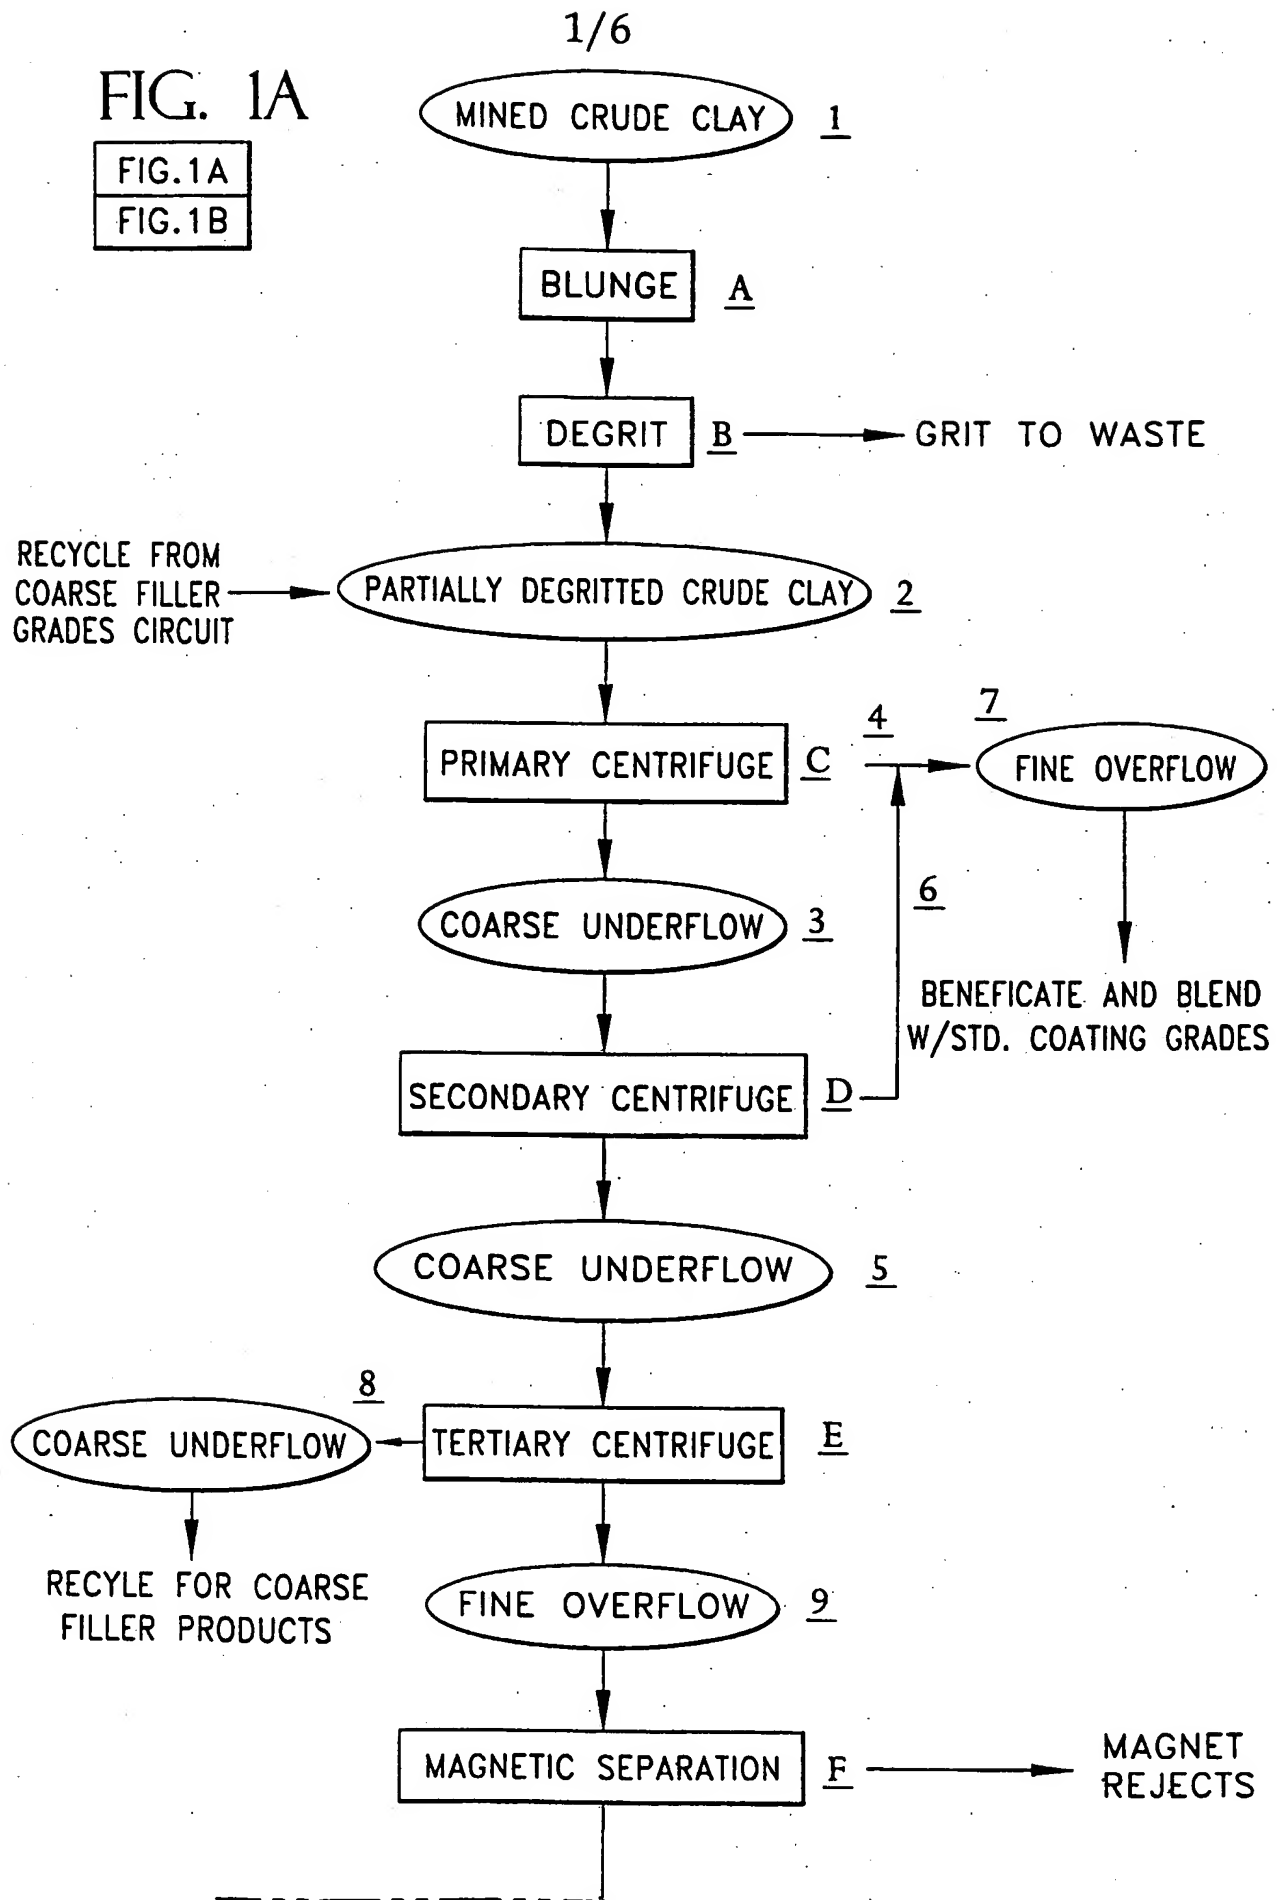 1/6
FIG. 1A
FIG.1A
FIG.1B
MINED CRUDE CLAY
1
BLUNGE
A
DEGRIT
B
GRIT TO WASTE
RECYCLE FROM
COARSE FILLER
GRADES CIRCUIT
PARTIALLY DEGRITTED CRUDE CLAY
2
PRIMARY CENTRIFUGE
C
4
7
FINE OVERFLOW
COARSE UNDERFLOW
3
6
BENEFICATE AND BLEND
W/STD. COATING GRADES
SECONDARY CENTRIFUGE
D
COARSE UNDERFLOW
5
8
COARSE UNDERFLOW
TERTIARY CENTRIFUGE
E
RECYLE FOR COARSE
FILLER PRODUCTS
FINE OVERFLOW
9
MAGNETIC SEPARATION
F
MAGNET
REJECTS